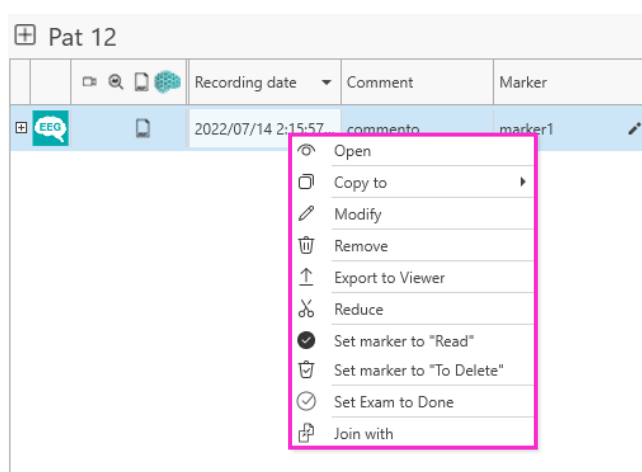 Pat 12
Recording date Comment Marker
EEG 2022/07/14 2:15:57... commento marker1
Open
Copy to
Modify
Remove
Export to Viewer
Reduce
Set marker to "Read"
Set marker to "To Delete"
Set Exam to Done
Join with